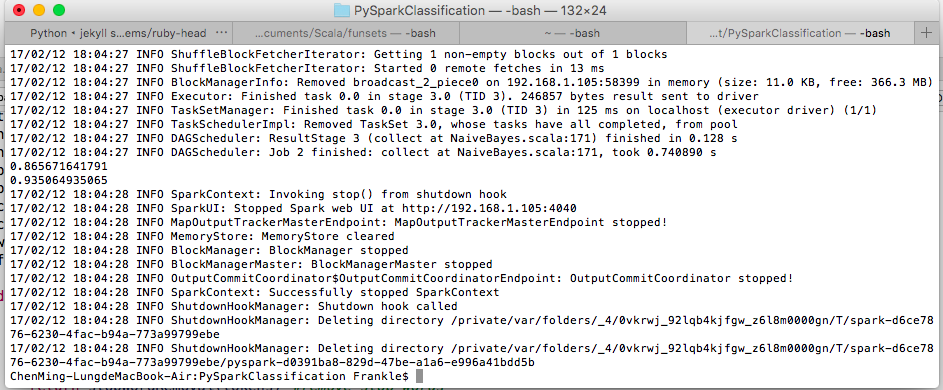 PySparkClassification — -bash — 132×24
Python ◂ jekyll s...ems/ruby-head ...cuments/Scala/funsets — -bash ~ — -bash ...t/PySparkClassification — -bash +
17/02/12 18:04:27 INFO ShuffleBlockFetcherIterator: Getting 1 non-empty blocks out of 1 blocks
17/02/12 18:04:27 INFO ShuffleBlockFetcherIterator: Started 0 remote fetches in 13 ms
17/02/12 18:04:27 INFO BlockManagerInfo: Removed broadcast_2_piece0 on 192.168.1.105:58399 in memory (size: 11.0 KB, free: 366.3 MB)
17/02/12 18:04:27 INFO Executor: Finished task 0.0 in stage 3.0 (TID 3). 246857 bytes result sent to driver
17/02/12 18:04:27 INFO TaskSetManager: Finished task 0.0 in stage 3.0 (TID 3) in 125 ms on localhost (executor driver) (1/1)
17/02/12 18:04:27 INFO TaskSchedulerImpl: Removed TaskSet 3.0, whose tasks have all completed, from pool
17/02/12 18:04:27 INFO DAGScheduler: ResultStage 3 (collect at NaiveBayes.scala:171) finished in 0.128 s
17/02/12 18:04:27 INFO DAGScheduler: Job 2 finished: collect at NaiveBayes.scala:171, took 0.740890 s
0.865671641791
0.935064935065
17/02/12 18:04:28 INFO SparkContext: Invoking stop() from shutdown hook
17/02/12 18:04:28 INFO SparkUI: Stopped Spark web UI at http://192.168.1.105:4040
17/02/12 18:04:28 INFO MapOutputTrackerMasterEndpoint: MapOutputTrackerMasterEndpoint stopped!
17/02/12 18:04:28 INFO MemoryStore: MemoryStore cleared
17/02/12 18:04:28 INFO BlockManager: BlockManager stopped
17/02/12 18:04:28 INFO BlockManagerMaster: BlockManagerMaster stopped
17/02/12 18:04:28 INFO OutputCommitCoordinator$OutputCommitCoordinatorEndpoint: OutputCommitCoordinator stopped!
17/02/12 18:04:28 INFO SparkContext: Successfully stopped SparkContext
17/02/12 18:04:28 INFO ShutdownHookManager: Shutdown hook called
17/02/12 18:04:28 INFO ShutdownHookManager: Deleting directory /private/var/folders/_4/0vkrwj_92lqb4kjfgw_z6l8m0000gn/T/spark-d6ce78
76-6230-4fac-b94a-773a99799ebe
17/02/12 18:04:28 INFO ShutdownHookManager: Deleting directory /private/var/folders/_4/0vkrwj_92lqb4kjfgw_z6l8m0000gn/T/spark-d6ce78
76-6230-4fac-b94a-773a99799ebe/pyspark-d0391ba8-829d-47be-a1a6-e996a41bdd5b
ChenMing-LungdeMacBook-Air:PySparkClassification Frankle$